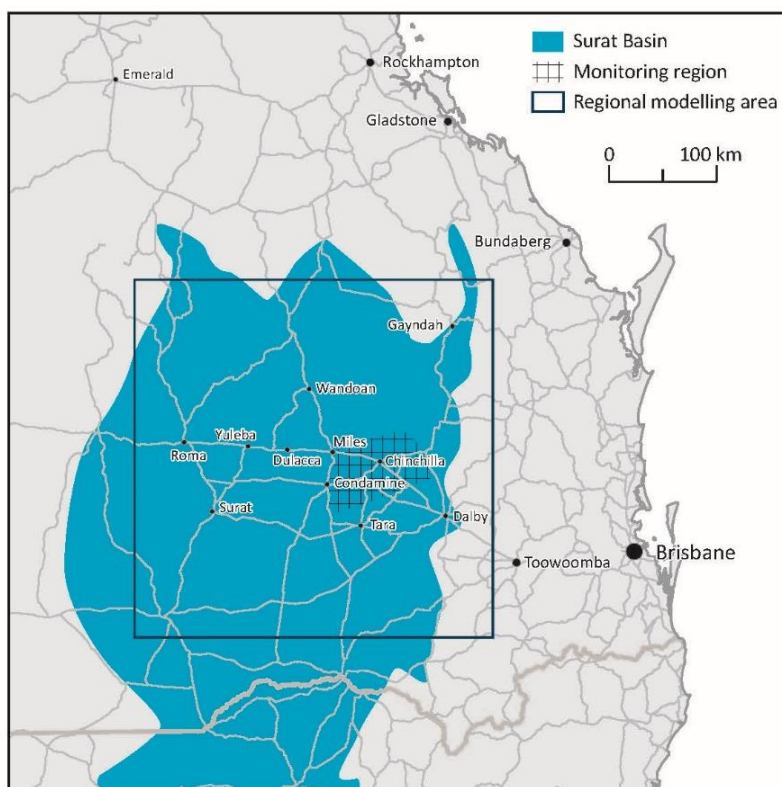 Surat Basin
Monitoring region
Regional modelling area
0 100 km
Rockhampton
Emerald
Gladstone
Bundaberg
Gayndah
Wandoan
Yuleba
Miles
Roma
Dulacca
Chinchilla
Condamine
Surat
Tara
Dalby
Toowoomba
Brisbane